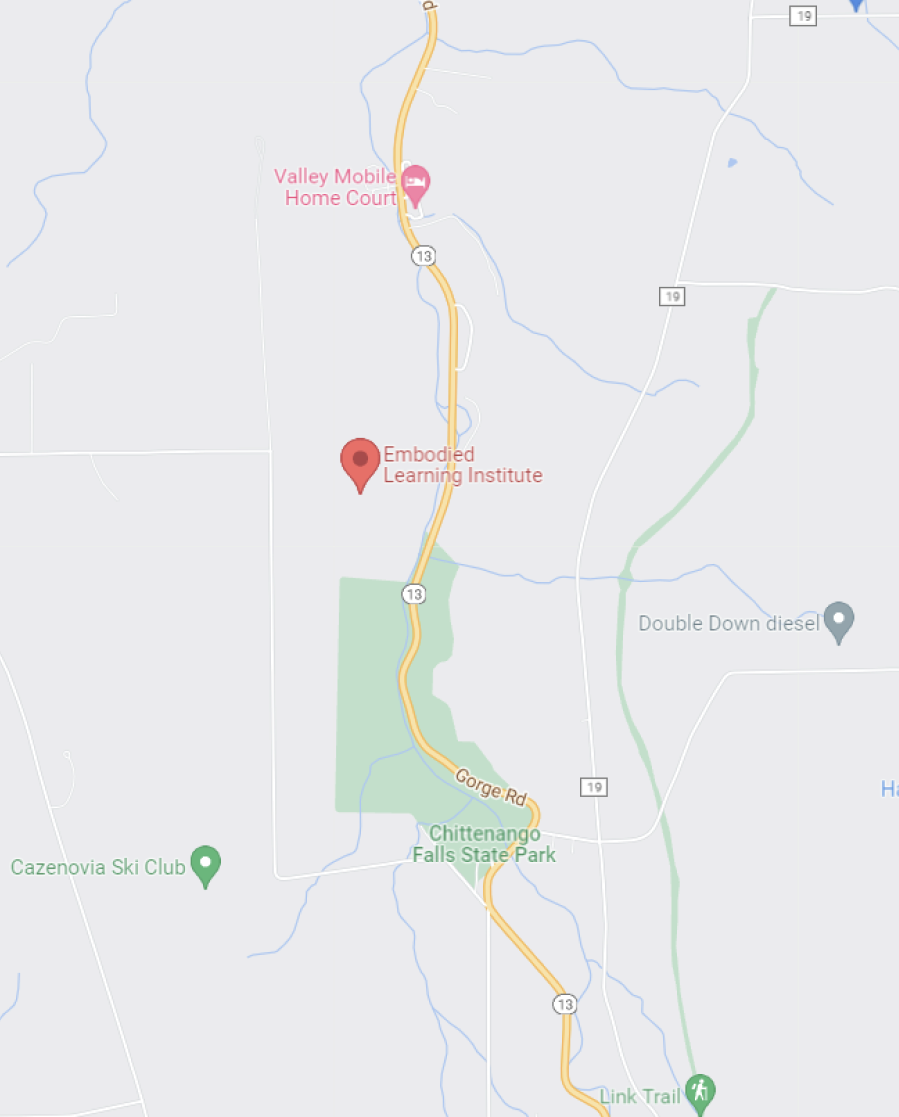 19
Valley Mobile
Home Court
13
19
Embodied
Learning Institute
13
Double Down diesel
Gorge Rd
19
Chittenango
Falls State Park
Cazenovia Ski Club
13
Link Trail